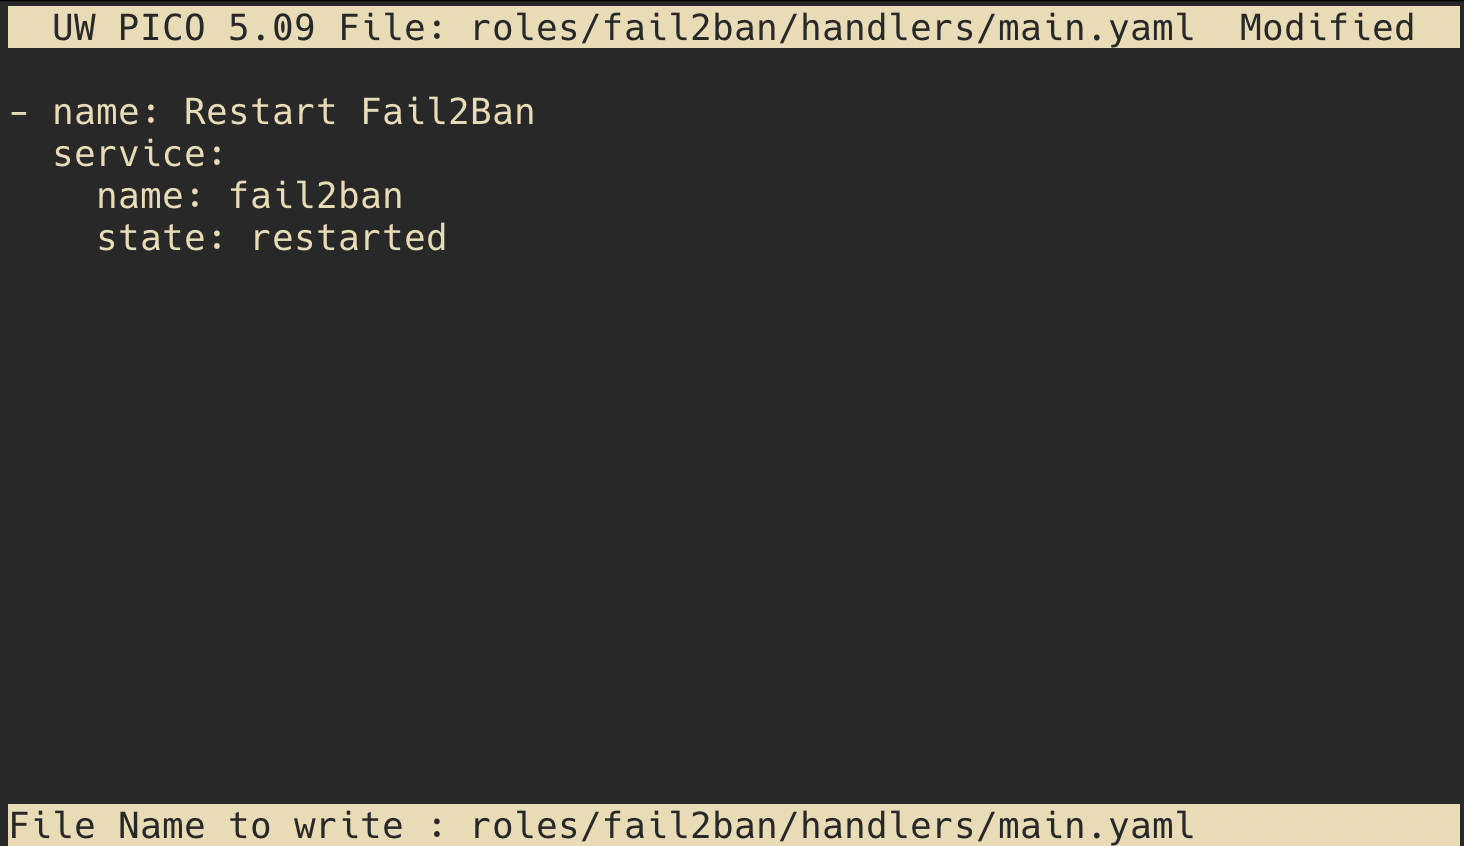 UW PICO 5.09 File: roles/fail2ban/handlers/main.yaml Modified
- name: Restart Fail2Ban
  service:
    name: fail2ban
    state: restarted
File Name to write : roles/fail2ban/handlers/main.yaml